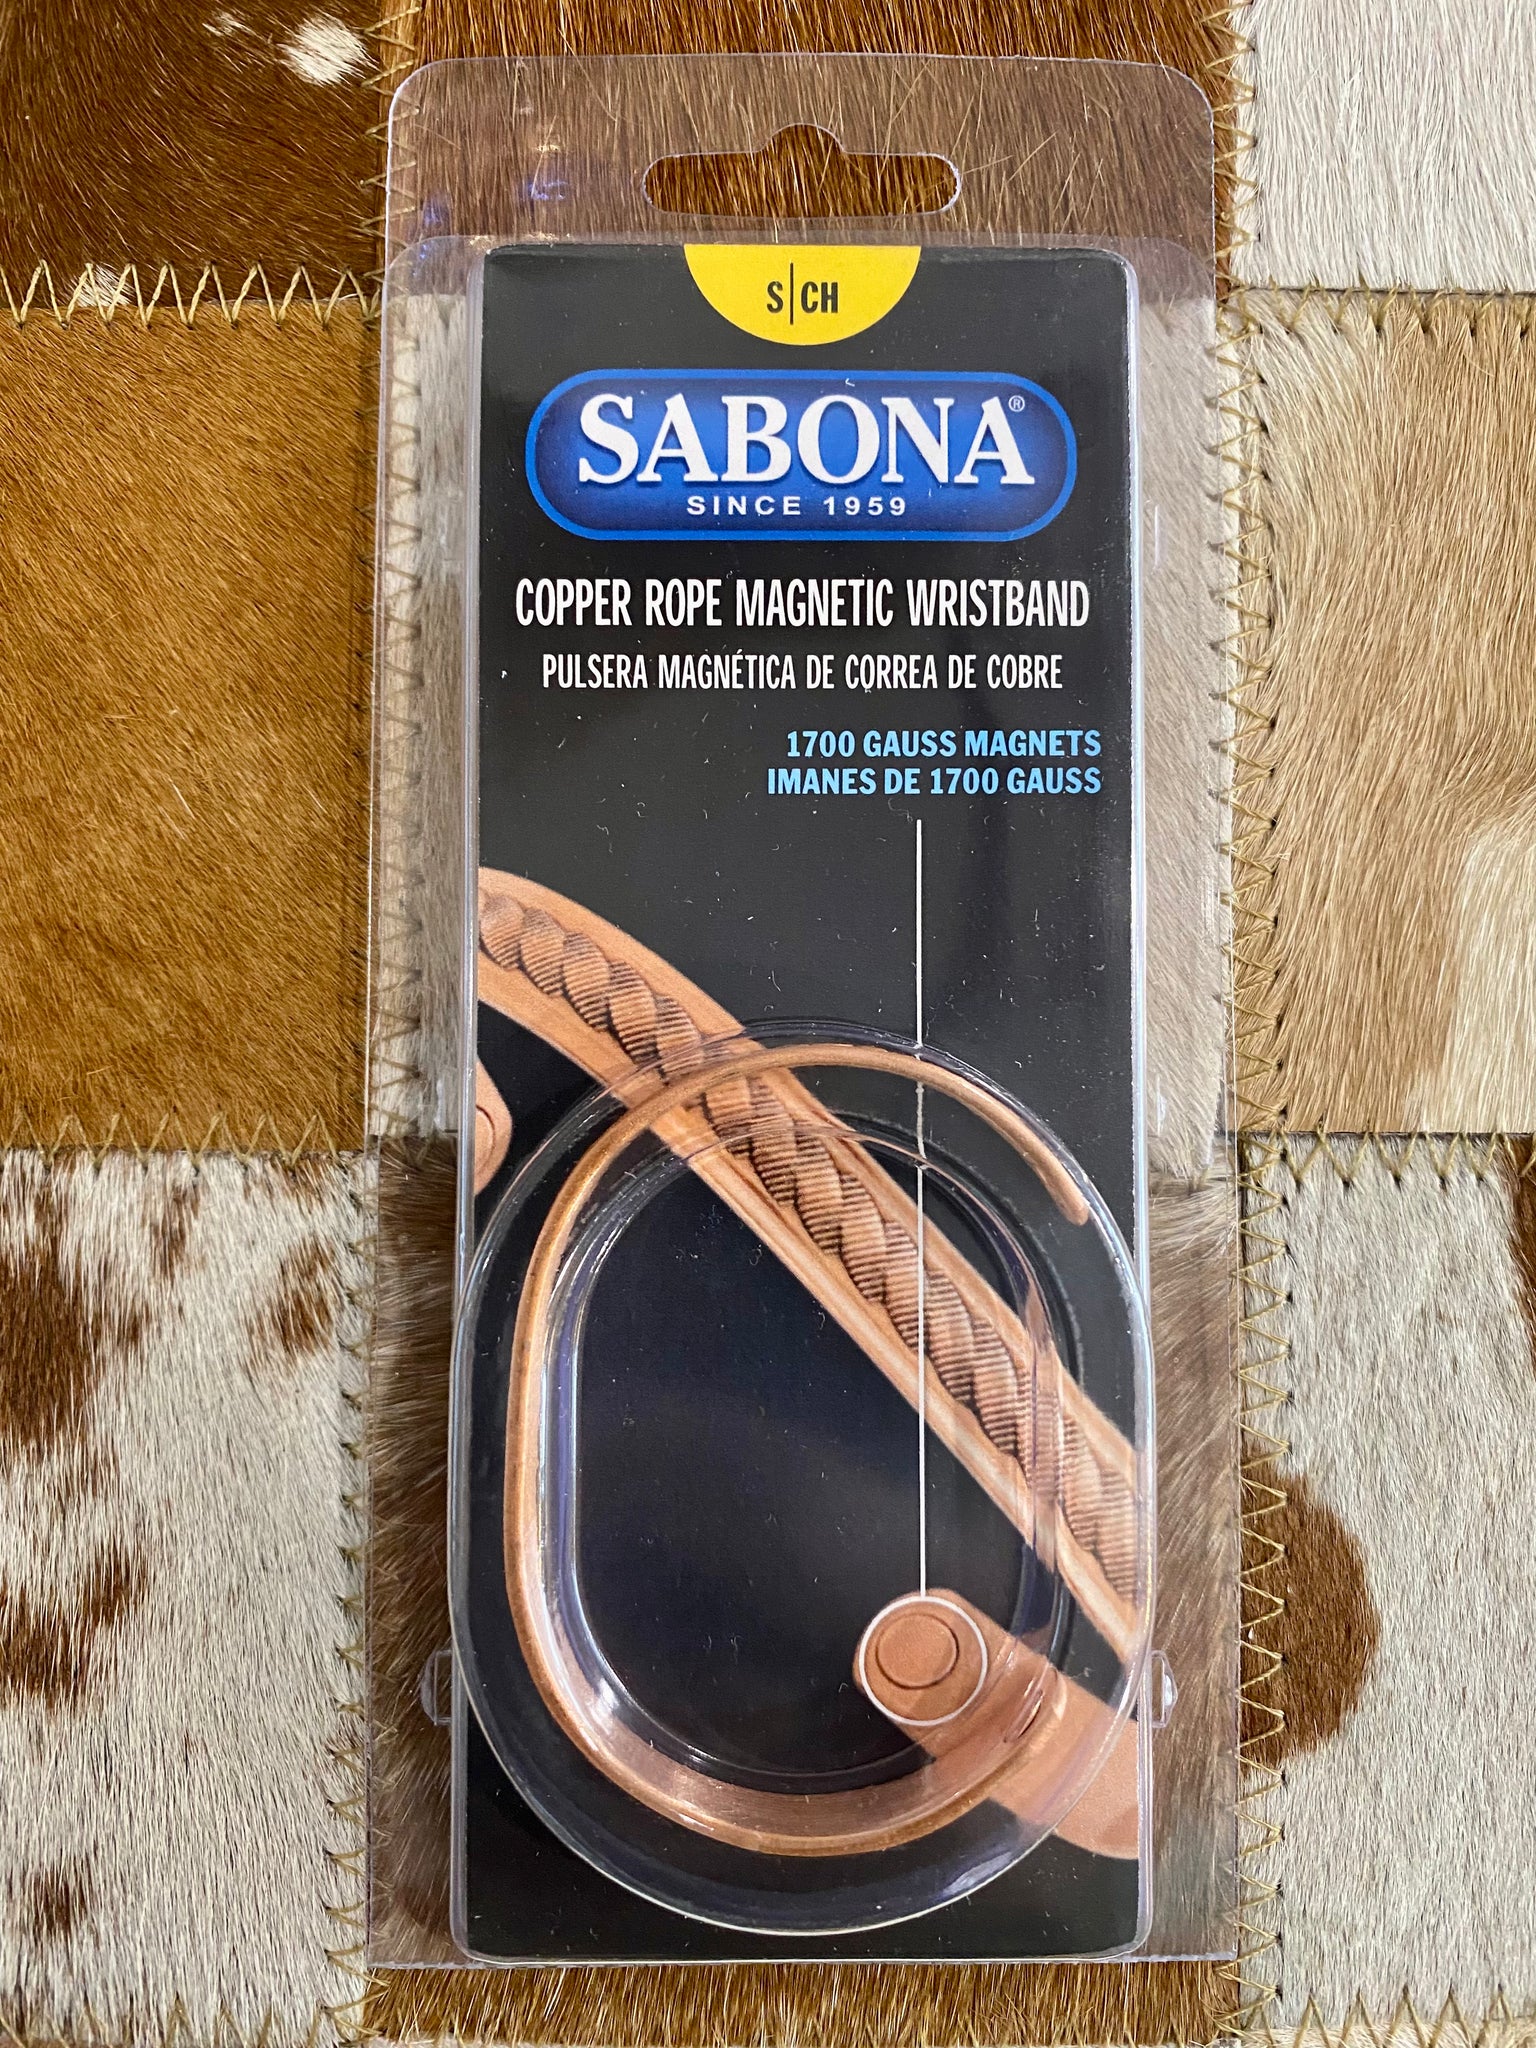 S|CH
SABONA®
SINCE 1959
COPPER ROPE MAGNETIC WRISTBAND
PULSERA MAGNÉTICA DE CORREA DE COBRE
1700 GAUSS MAGNETS
IMANES DE 1700 GAUSS